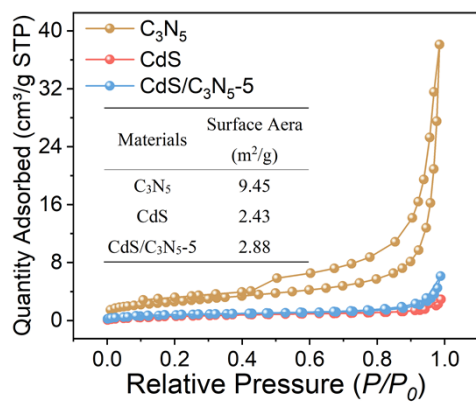 Quantity Adsorbed (cm³/g STP)
40
32
24
16
8
0
C₃N₅
CdS
CdS/C₃N₅-5
Materials Surface Aera (m²/g)
C₃N₅ 9.45
CdS 2.43
CdS/C₃N₅-5 2.88
0.0 0.2 0.4 0.6 0.8 1.0
Relative Pressure (P/P₀)